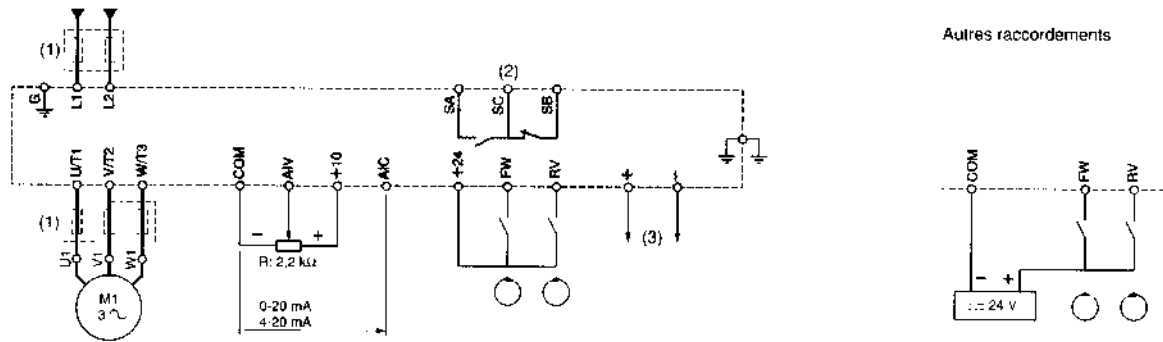 Autres raccordements
(1)
(2)
G
L1
L2
SA
SC
SB
U/T1
V/T2
W/T3
COM
AIV
+10
AIC
+24
FW
RV
+
-
COM
FW
RV
(1)
U1
V1
W1
- +
R: 2,2 kΩ
(3)
M1
3
0-20 mA
4-20 mA
- +
24 V